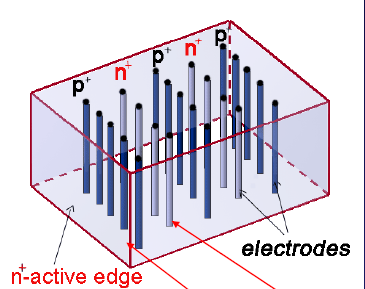 p⁺ n⁺ p⁺ n⁺ p
electrodes
n⁺-active edge